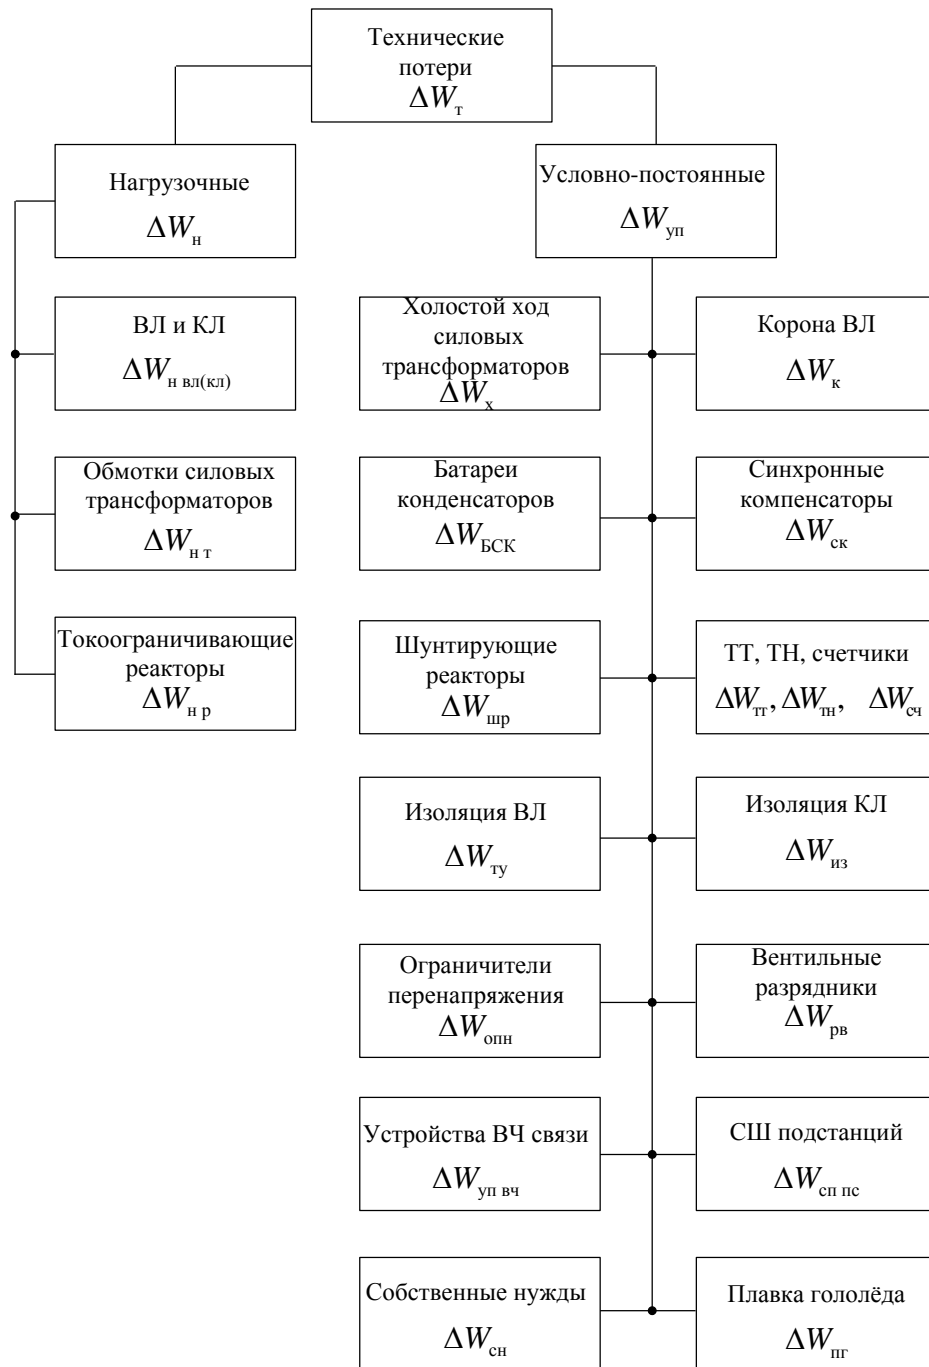 Технические
потери
ΔWт
Нагрузочные
ΔWн
Условно-постоянные
ΔWуп
ВЛ и КЛ
ΔWн вл(кл)
Холостой ход
силовых
трансформаторов
ΔWх
Корона ВЛ
ΔWк
Обмотки силовых
трансформаторов
ΔWн т
Батареи
конденсаторов
ΔWБСК
Синхронные
компенсаторы
ΔWск
Токоограничивающие
реакторы
ΔWн р
Шунтирующие
реакторы
ΔWшр
ТТ, ТН, счетчики
ΔWтт, ΔWтн, ΔWсч
Изоляция ВЛ
ΔWту
Изоляция КЛ
ΔWиз
Ограничители
перенапряжения
ΔWопн
Вентильные
разрядники
ΔWрв
Устройства ВЧ связи
ΔWуп вч
СШ подстанций
ΔWсп пс
Собственные нужды
ΔWсн
Плавка гололёда
ΔWпг